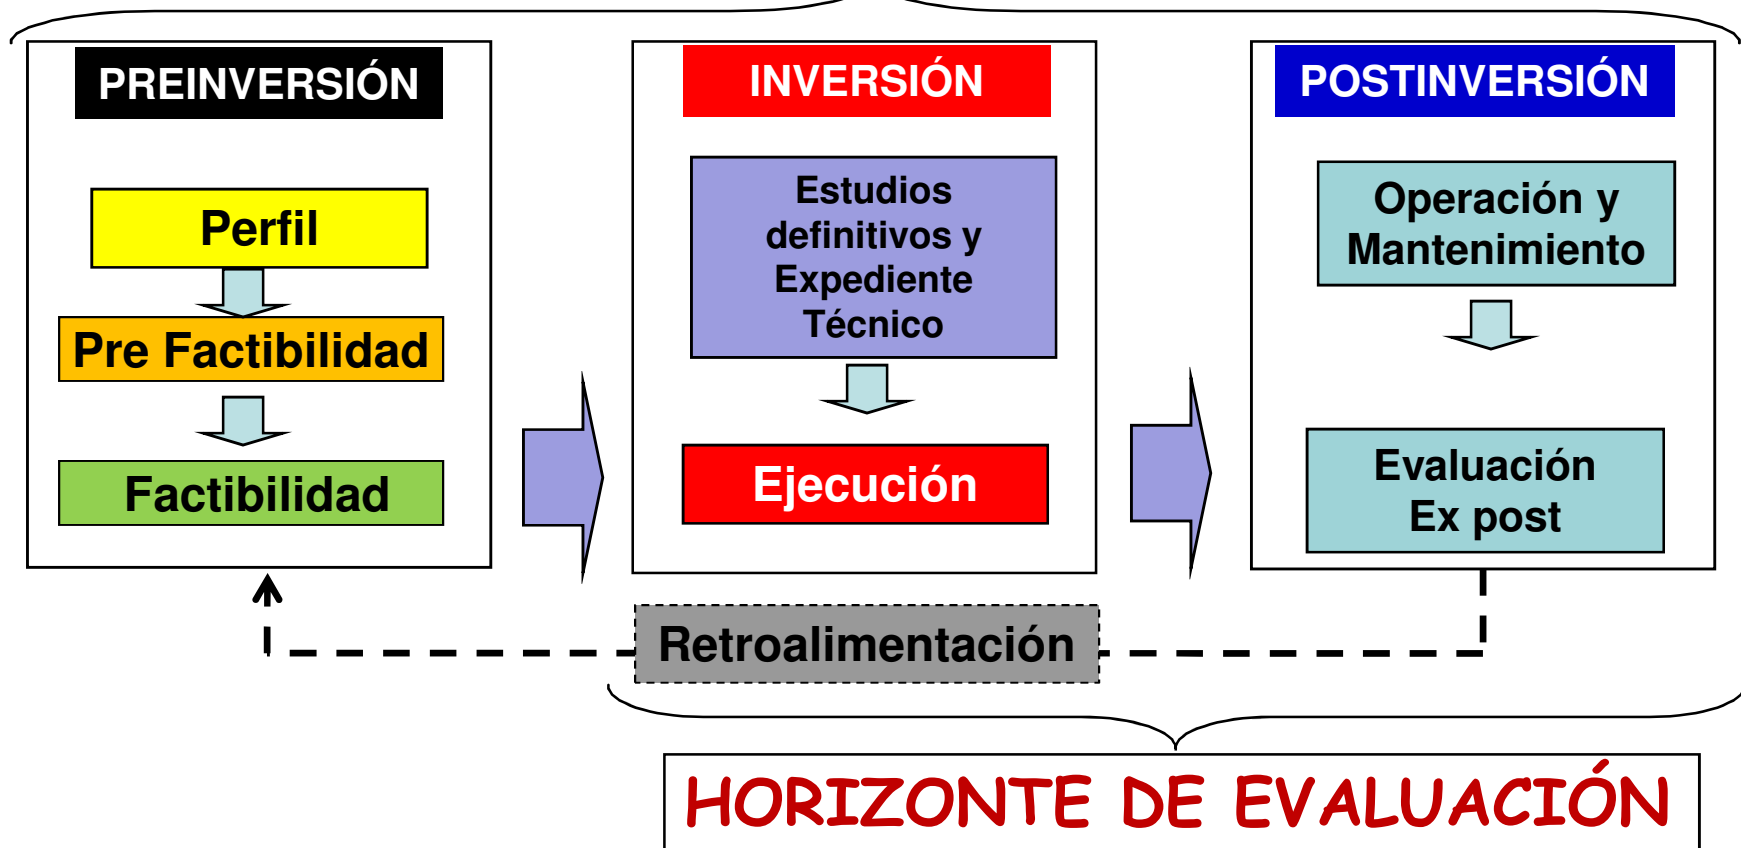 PREINVERSIÓN
Perfil
Pre Factibilidad
Factibilidad
INVERSIÓN
Estudios
definitivos y
Expediente
Técnico
Ejecución
POSTINVERSIÓN
Operación y
Mantenimiento
Evaluación
Ex post
Retroalimentación
HORIZONTE DE EVALUACIÓN